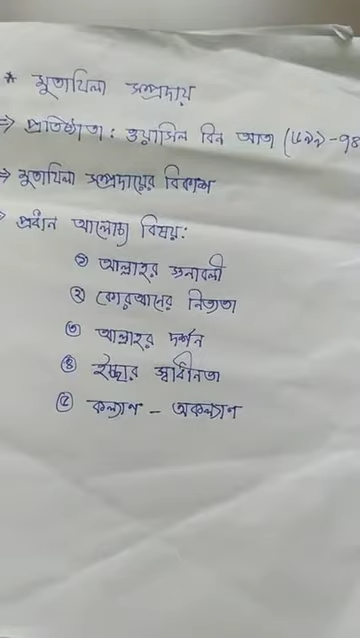 * মুতাযিলা সম্প্রদায়
⇒ প্রতিষ্ঠাতা : ওয়াসিল বিন আতা (৬৯৯)-৭৪
⇒ মুতাযিলা সম্প্রদায়ের বিকাশ
⇒ প্রধান আলোচ্য বিষয়:
① আল্লাহর গুনাবলী
② কোরআনের নিত্যতা
③ আল্লাহর দর্শন
④ ইচ্ছার স্বাধীনতা
⑤ কল্যাণ - অকল্যাণ